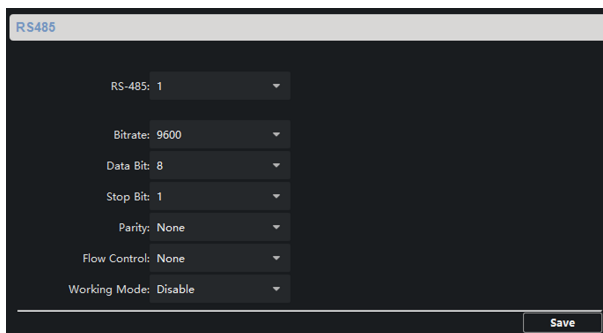 RS485
RS-485: 1
Bitrate: 9600
Data Bit: 8
Stop Bit: 1
Parity: None
Flow Control: None
Working Mode: Disable
Save